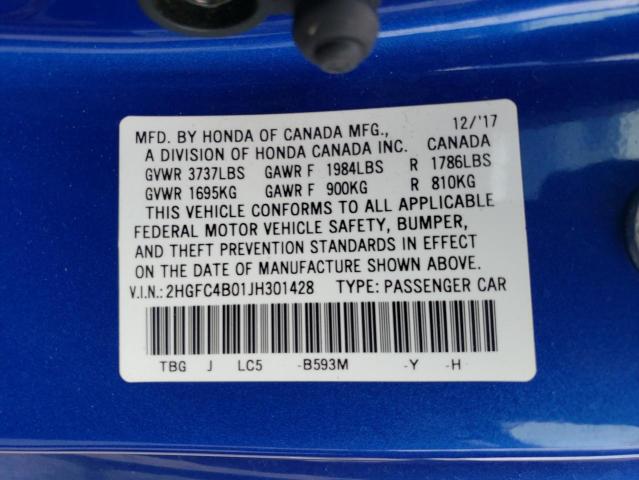 MFD. BY HONDA OF CANADA MFG., 12/'17
A DIVISION OF HONDA CANADA INC. CANADA
GVWR 3737LBS GAWR F 1984LBS R 1786LBS
GVWR 1695KG GAWR F 900KG R 810KG
THIS VEHICLE CONFORMS TO ALL APPLICABLE
FEDERAL MOTOR VEHICLE SAFETY, BUMPER,
AND THEFT PREVENTION STANDARDS IN EFFECT
ON THE DATE OF MANUFACTURE SHOWN ABOVE.
V.I.N.: 2HGFC4B01JH301428 TYPE: PASSENGER CAR
TBG J LC5 -B593M -Y -H